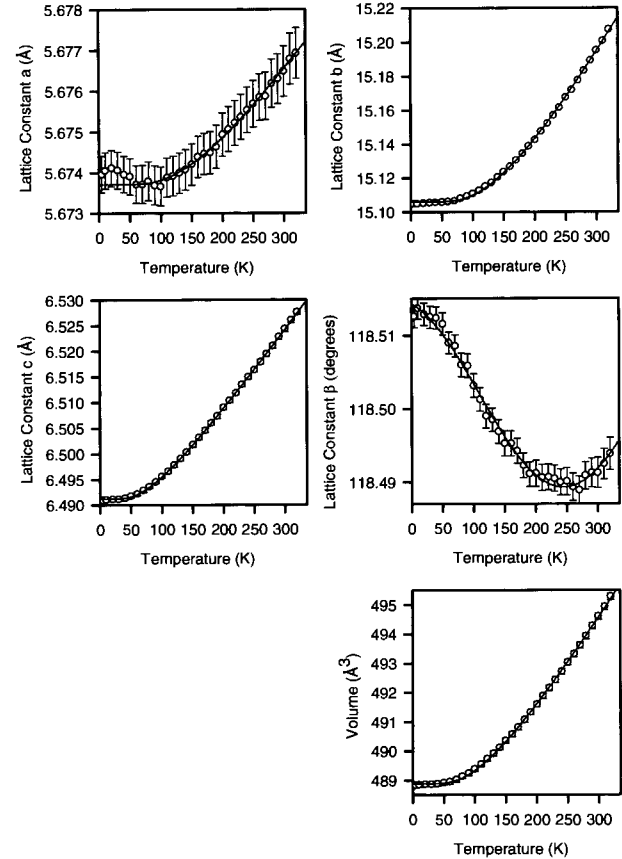 Lattice Constant a (Å)
5.678
5.677
5.676
5.675
5.674
5.673
0 50 100 150 200 250 300
Temperature (K)
Lattice Constant b (Å)
15.22
15.20
15.18
15.16
15.14
15.12
15.10
0 50 100 150 200 250 300
Temperature (K)
Lattice Constant c (Å)
6.530
6.525
6.520
6.515
6.510
6.505
6.500
6.495
6.490
0 50 100 150 200 250 300
Temperature (K)
Lattice Constant β (degrees)
118.51
118.50
118.49
0 50 100 150 200 250 300
Temperature (K)
Volume (Å3)
495
494
493
492
491
490
489
0 50 100 150 200 250 300
Temperature (K)